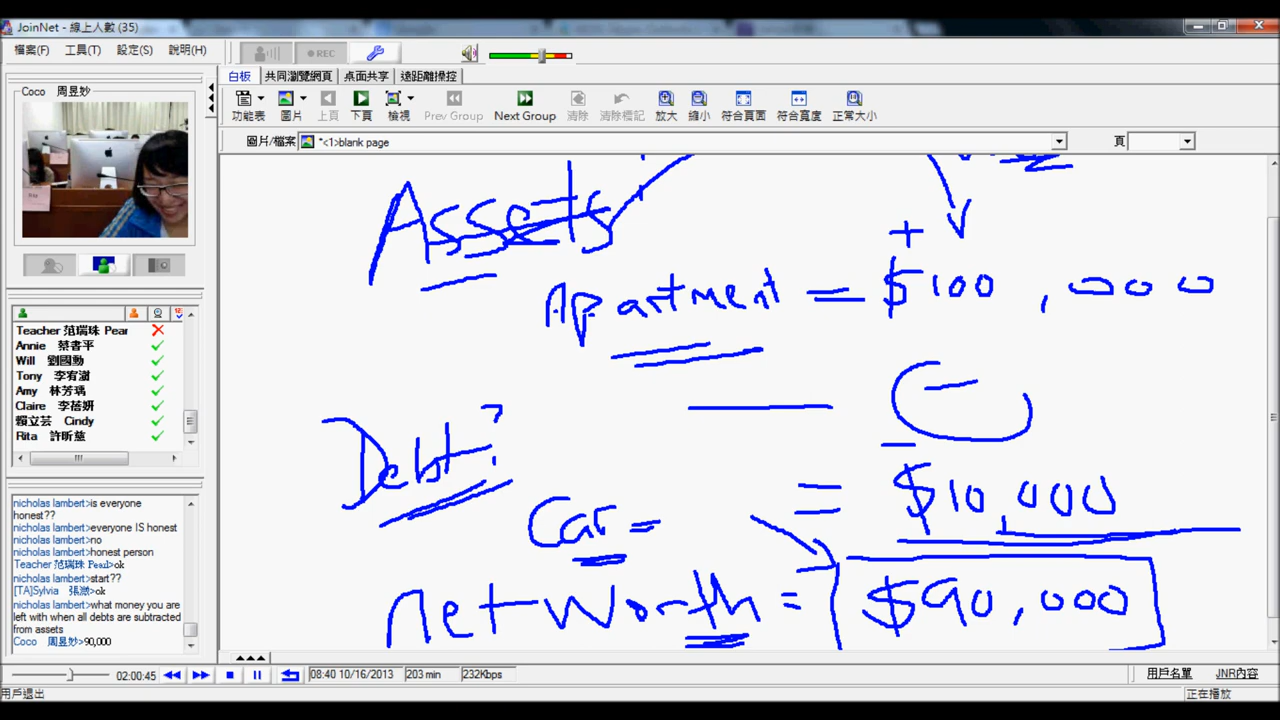 JoinNet - 線上人數 (35)
檔案(F) 工具(T) 設定(S) 說明(H)
REC
Coco 周昱妙
白板 共同瀏覽網頁 桌面共享 遠距離操控
功能表 圖片 上頁 下頁 檢視 Prev Group Next Group 清除 清除標記 放大 縮小 符合頁面 符合寬度 正常大小
圖片/檔案 *<1>blank page 頁
Assets
+
Apartment = $100,000
Debt?
Car = = $10,000
net worth = $90,000
Teacher 范瑞珠 Pearl
Annie 蔡書平
Will 劉國勳
Tony 李宥澍
Amy 林芳瑀
Claire 李蓓妍
賴立芸 Cindy
Rita 許昕慈
nicholas lambert>is everyone
honest??
nicholas lambert>everyone IS honest
nicholas lambert>no
nicholas lambert>honest person
Teacher 范瑞珠 Pearl>ok
nicholas lambert>start??
[TA]Sylvia 張瀓>ok
nicholas lambert>what money you are
left with when all debts are subtracted
from assets
Coco 周昱妙>90,000
02:00:45 08:40 10/16/2013 203 min 232Kbps 用戶名單 JNR內容
用戶退出 正在播放